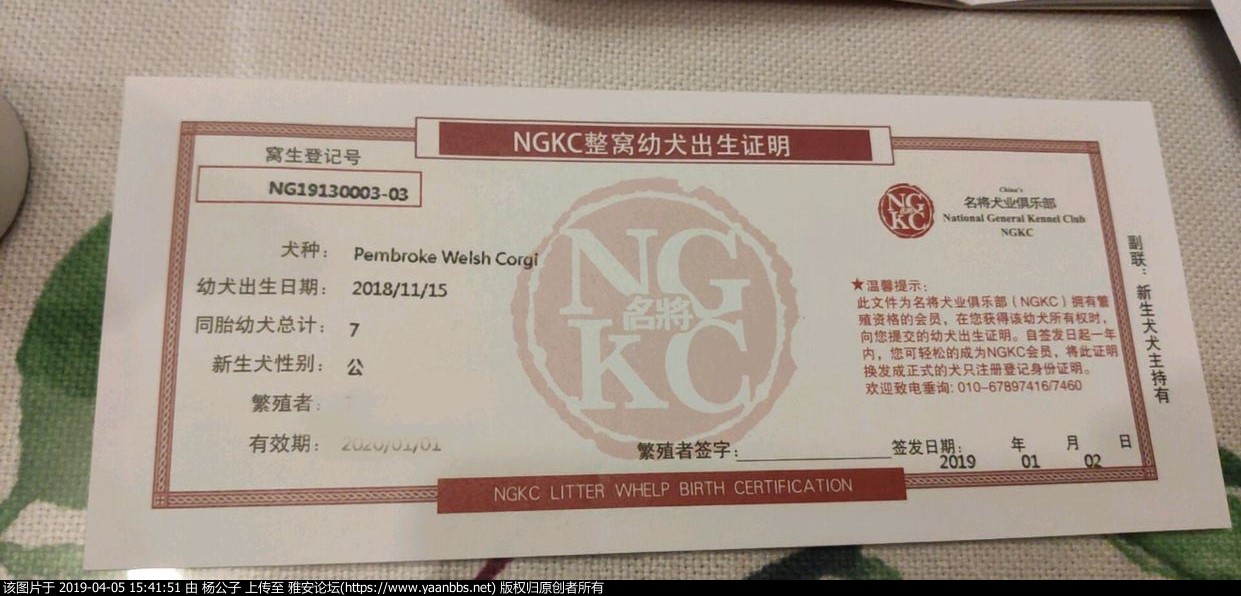 NGKC整窝幼犬出生证明
窝生登记号
NG19130003-03
犬种： Pembroke Welsh Corgi
幼犬出生日期： 2018/11/15
同胎幼犬总计： 7
新生犬性别： 公
繁殖者：
有效期： 2020/01/01
NG
名將
KC
NG
KC
China's
名将犬业俱乐部
National General Kennel Club
NGKC
★温馨提示：
此文件为名将犬业俱乐部（NGKC）拥有繁
殖资格的会员，在您获得该幼犬所有权时，
向您提交的幼犬出生证明。自签发日起一年
内，您可轻松的成为NGKC会员，将此证明
换发成正式的犬只注册登记身份证明。
欢迎致电垂询: 010-67897416/7460
繁殖者签字：
签发日期： 年 月 日
2019 01 02
NGKC LITTER WHELP BIRTH CERTIFICATION
副联：新生犬犬主持有
该图片于 2019-04-05 15:41:51 由 杨公子 上传至 雅安论坛(https://www.yaanbbs.net) 版权归原创者所有